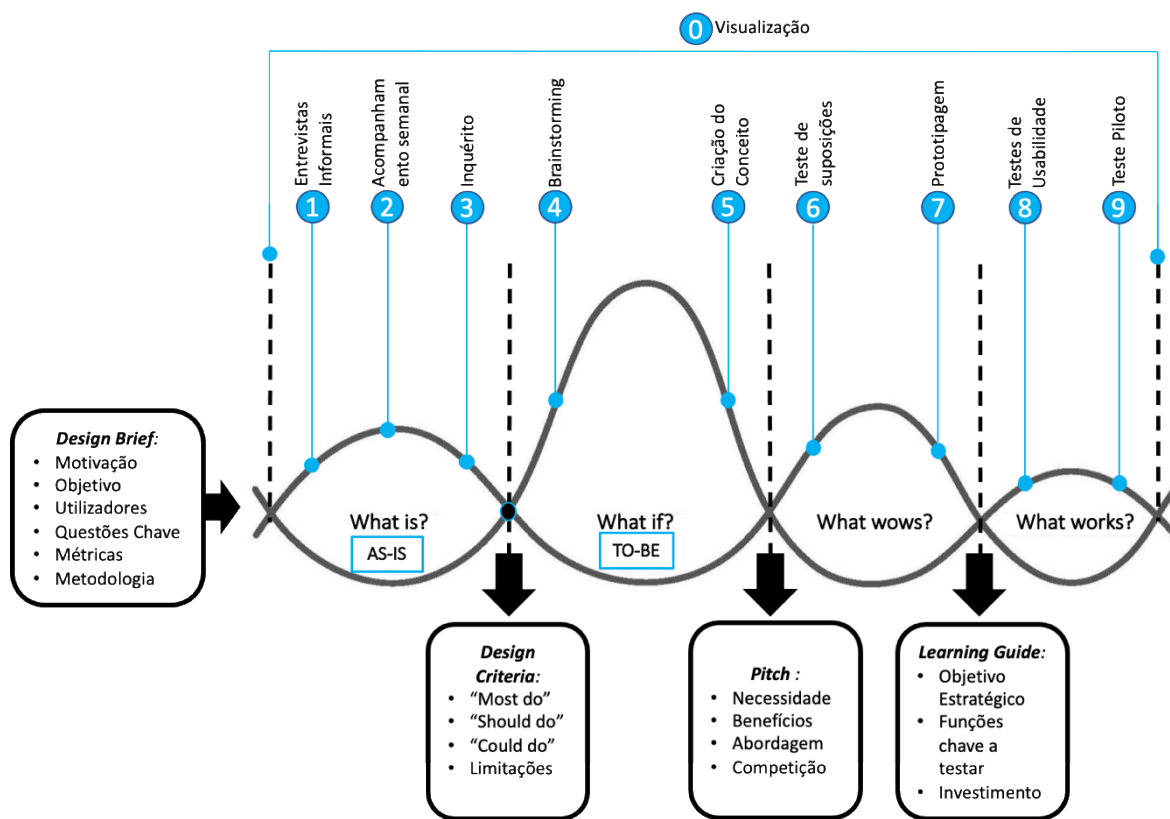 0 Visualização
Entrevistas
Informais
1
Acompanham
ento semanal
2
Inquérito
3
Brainstorming
4
Criação do
Conceito
5
Teste de
suposições
6
Prototipagem
7
Testes de
Usabilidade
8
Teste Piloto
9
Design Brief:
• Motivação
• Objetivo
• Utilizadores
• Questões Chave
• Métricas
• Metodologia
What is?
AS-IS
What if?
TO-BE
What wows?
What works?
Design
Criteria:
• “Most do”
• “Should do”
• “Could do”
• Limitações
Pitch :
• Necessidade
• Benefícios
• Abordagem
• Competição
Learning Guide:
• Objetivo
Estratégico
• Funções
chave a
testar
• Investimento